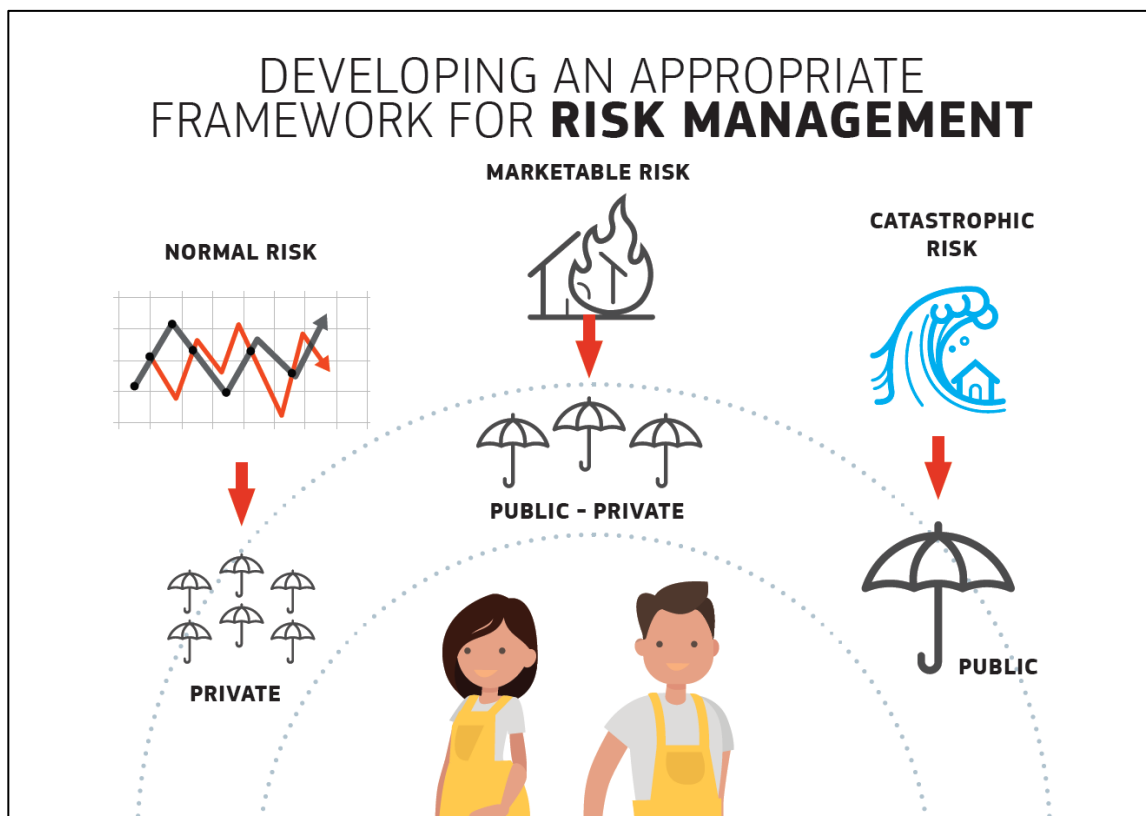 DEVELOPING AN APPROPRIATE
FRAMEWORK FOR RISK MANAGEMENT
MARKETABLE RISK
NORMAL RISK
CATASTROPHIC
RISK
PUBLIC - PRIVATE
PRIVATE
PUBLIC